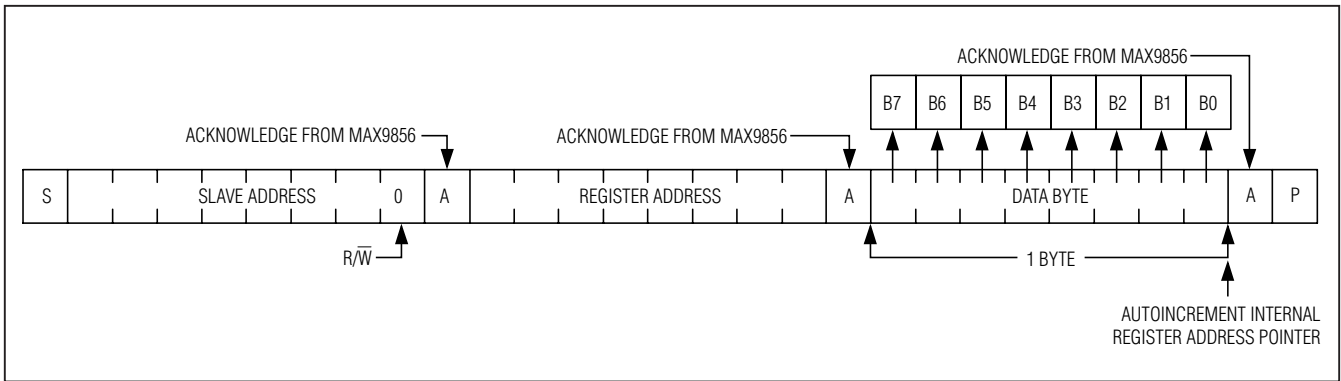 ACKNOWLEDGE FROM MAX9856
B7 B6 B5 B4 B3 B2 B1 B0
ACKNOWLEDGE FROM MAX9856 ACKNOWLEDGE FROM MAX9856
S SLAVE ADDRESS 0 A REGISTER ADDRESS A DATA BYTE A P
R/W̅ 1 BYTE
AUTOINCREMENT INTERNAL
REGISTER ADDRESS POINTER